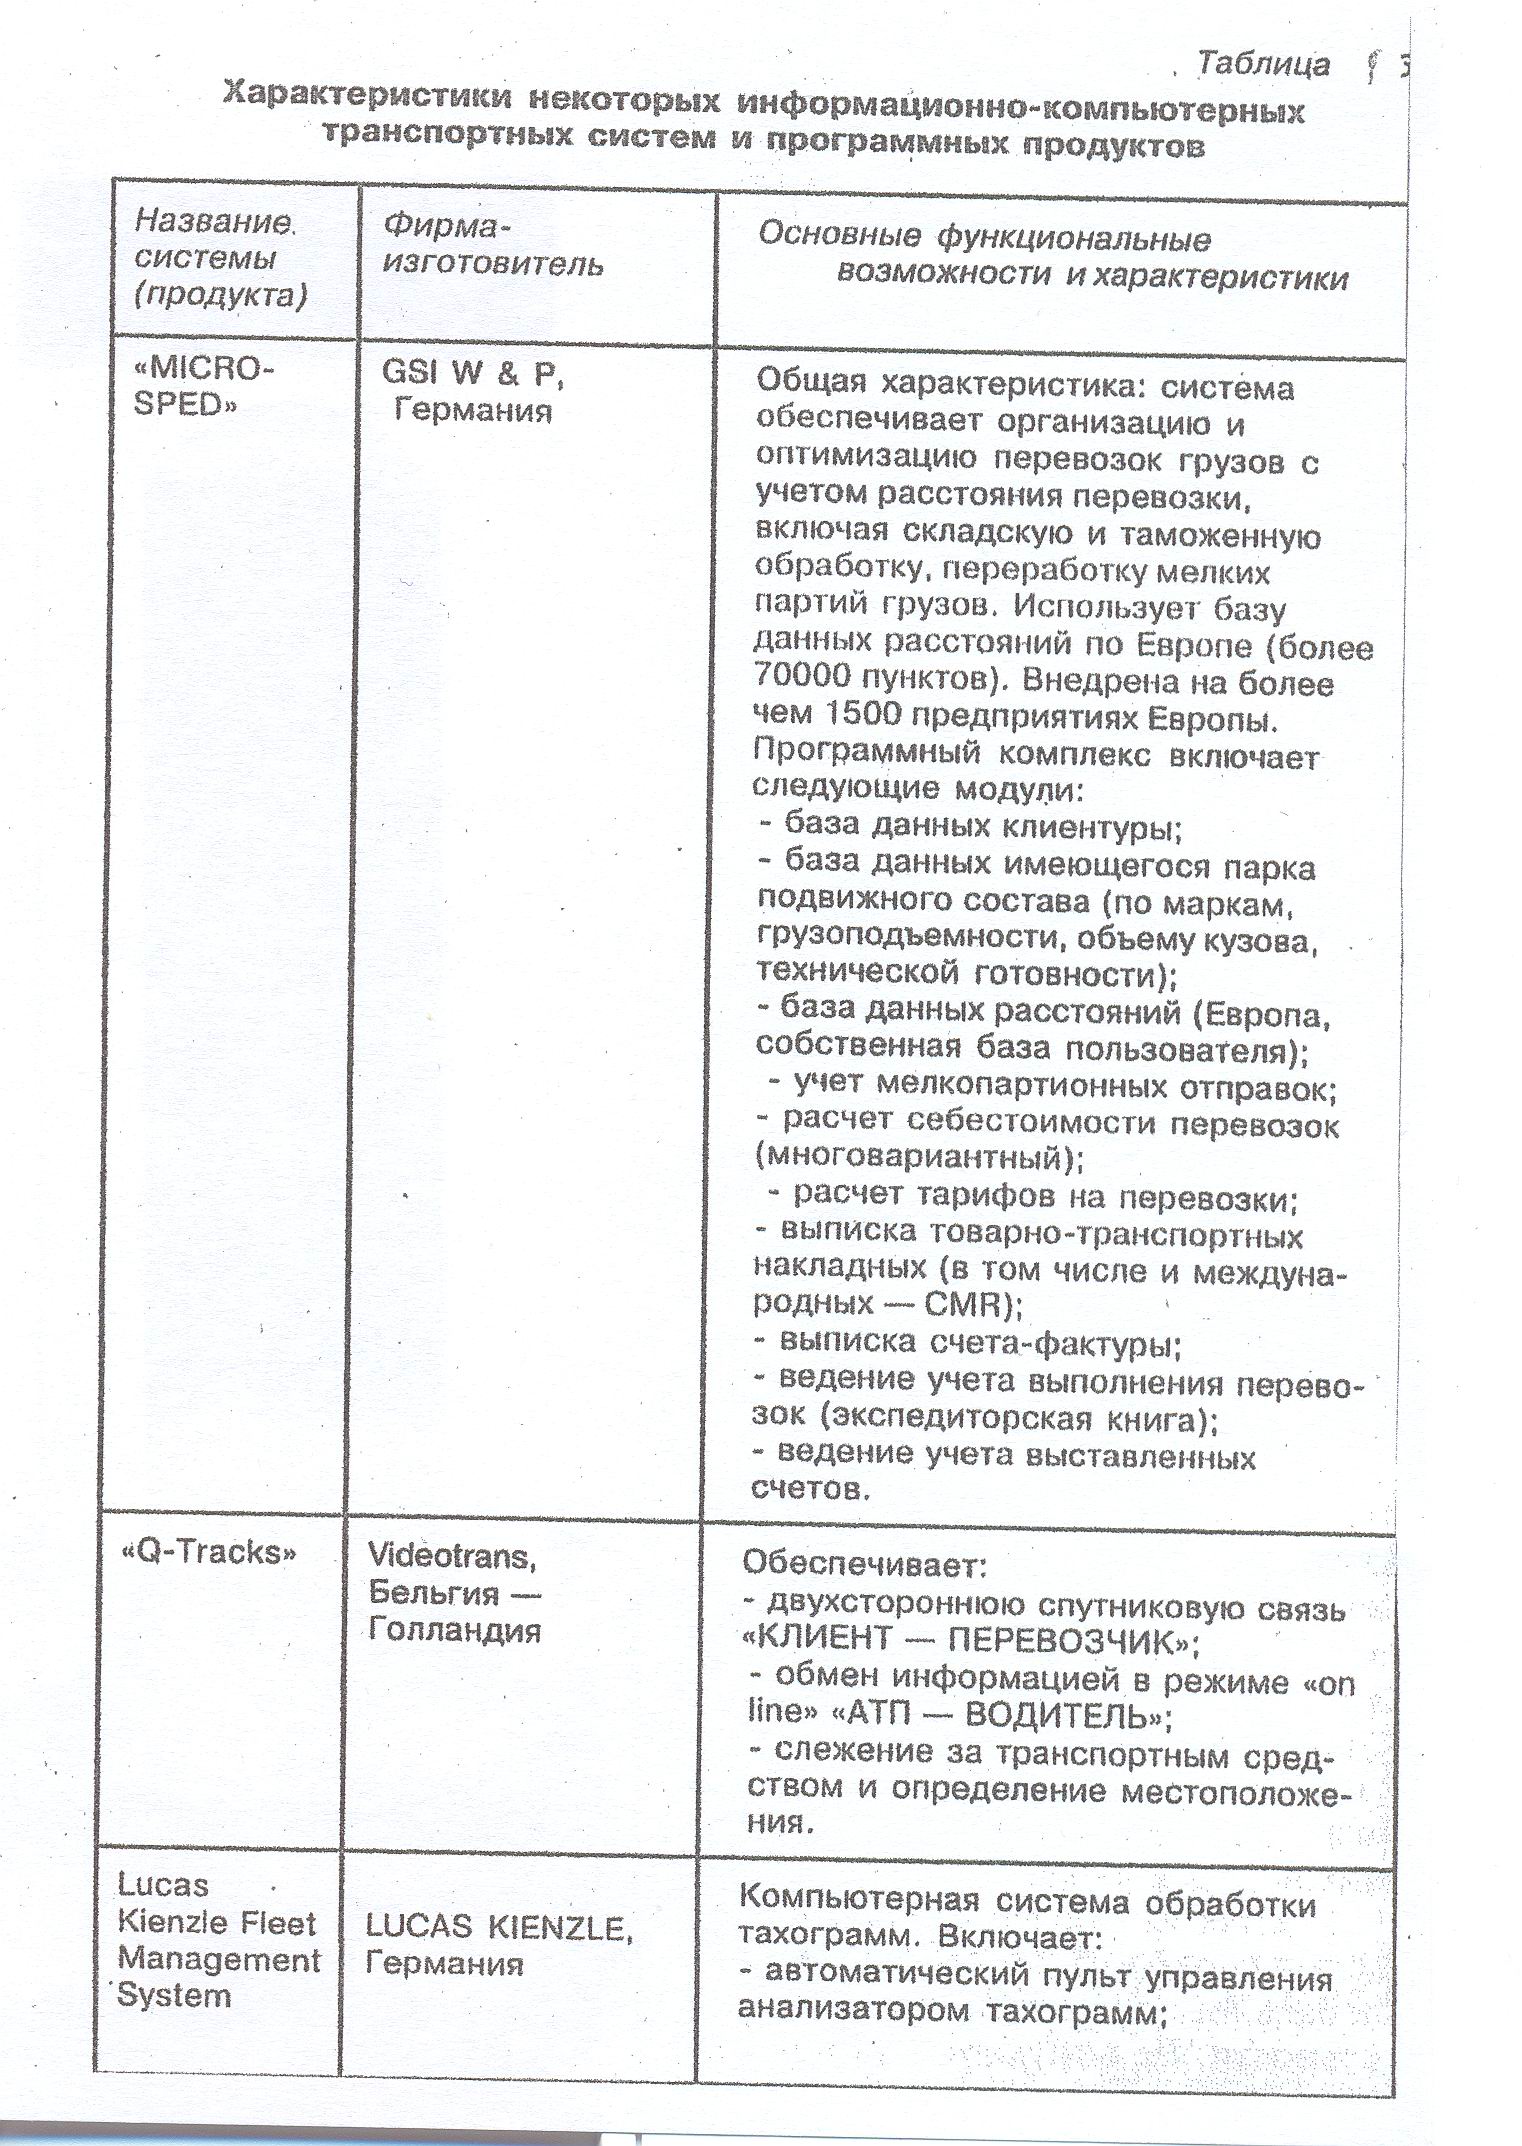 Таблица
Характеристики некоторых информационно-компьютерных
транспортных систем и программных продуктов
Название
системы
(продукта)
Фирма-
изготовитель
Основные функциональные
возможности и характеристики
«MICRO-
SPED»
GSI W & P,
Германия
Общая характеристика: система
обеспечивает организацию и
оптимизацию перевозок грузов с
учетом расстояния перевозки,
включая складскую и таможенную
обработку, переработку мелких
партий грузов. Использует базу
данных расстояний по Европе (более
70000 пунктов). Внедрена на более
чем 1500 предприятиях Европы.
Программный комплекс включает
следующие модули:
- база данных клиентуры;
- база данных имеющегося парка
подвижного состава (по маркам,
грузоподъемности, объему кузова,
технической готовности);
- база данных расстояний (Европа,
собственная база пользователя);
- учет мелкопартионных отправок;
- расчет себестоимости перевозок
(многовариантный);
- расчет тарифов на перевозки;
- выписка товарно-транспортных
накладных (в том числе и междуна-
родных — CMR);
- выписка счета-фактуры;
- ведение учета выполнения перево-
зок (экспедиторская книга);
- ведение учета выставленных
счетов.
«Q-Tracks»
Videotrans,
Бельгия —
Голландия
Обеспечивает:
- двухстороннюю спутниковую связь
«КЛИЕНТ — ПЕРЕВОЗЧИК»;
- обмен информацией в режиме «on
line» «АТП — ВОДИТЕЛЬ»;
- слежение за транспортным сред-
ством и определение местоположе-
ния.
Lucas
Kienzle Fleet
Management
System
LUCAS KIENZLE,
Германия
Компьютерная система обработки
тахограмм. Включает:
- автоматический пульт управления
анализатором тахограмм;